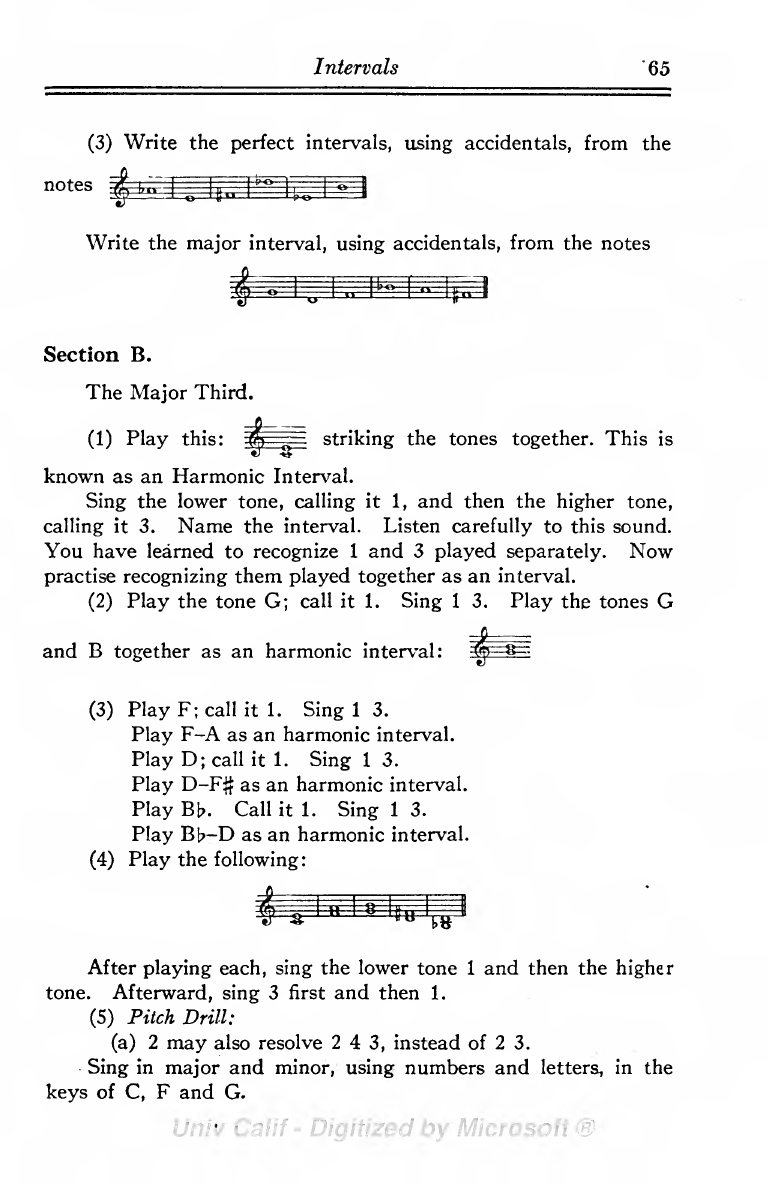 Intervals 65
(3) Write the perfect intervals, using accidentals, from the
notes
Write the major interval, using accidentals, from the notes
Section B.
The Major Third.
(1) Play this: striking the tones together. This is
known as an Harmonic Interval.
Sing the lower tone, calling it 1, and then the higher tone,
calling it 3. Name the interval. Listen carefully to this sound.
You have learned to recognize 1 and 3 played separately. Now
practise recognizing them played together as an interval.
(2) Play the tone G; call it 1. Sing 1 3. Play the tones G
and B together as an harmonic interval:
(3) Play F; call it 1. Sing 1 3.
Play F–A as an harmonic interval.
Play D; call it 1. Sing 1 3.
Play D–F♯ as an harmonic interval.
Play B♭. Call it 1. Sing 1 3.
Play B♭–D as an harmonic interval.
(4) Play the following:
After playing each, sing the lower tone 1 and then the higher
tone. Afterward, sing 3 first and then 1.
(5) Pitch Drill:
(a) 2 may also resolve 2 4 3, instead of 2 3.
Sing in major and minor, using numbers and letters, in the
keys of C, F and G.
Univ Calif - Digitized by Microsoft ®